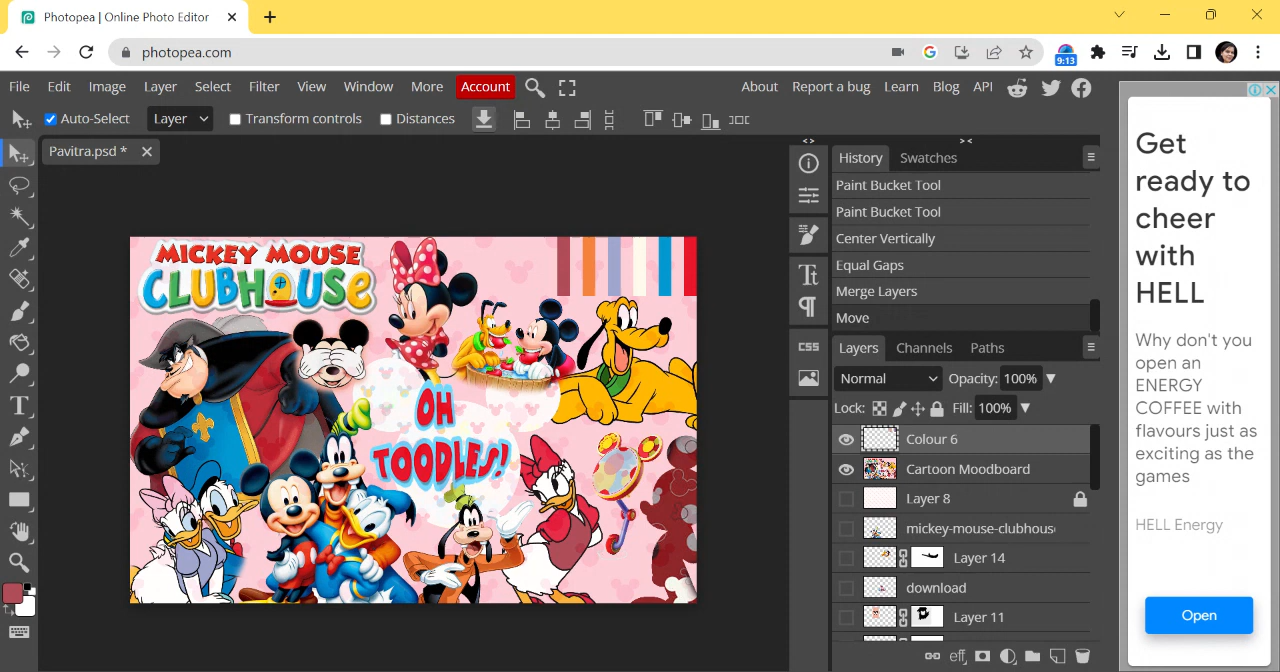 Photopea | Online Photo Editor
photopea.com
9:13
File Edit Image Layer Select Filter View Window More Account
About Report a bug Learn Blog API
Auto-Select Layer Transform controls Distances
Pavitra.psd *
History Swatches
Paint Bucket Tool
Paint Bucket Tool
Center Vertically
Equal Gaps
Merge Layers
Move
CSS
Layers Channels Paths
Normal Opacity: 100%
Lock: Fill: 100%
Colour 6
Cartoon Moodboard
Layer 8
mickey-mouse-clubhous
Layer 14
download
Layer 11
eff
MICKEY MOUSE
CLUBHOUSE
OH
TOODLES!
Get
ready to
cheer
with
HELL
Why don't you
open an
ENERGY
COFFEE with
flavours just as
exciting as the
games
HELL Energy
Open